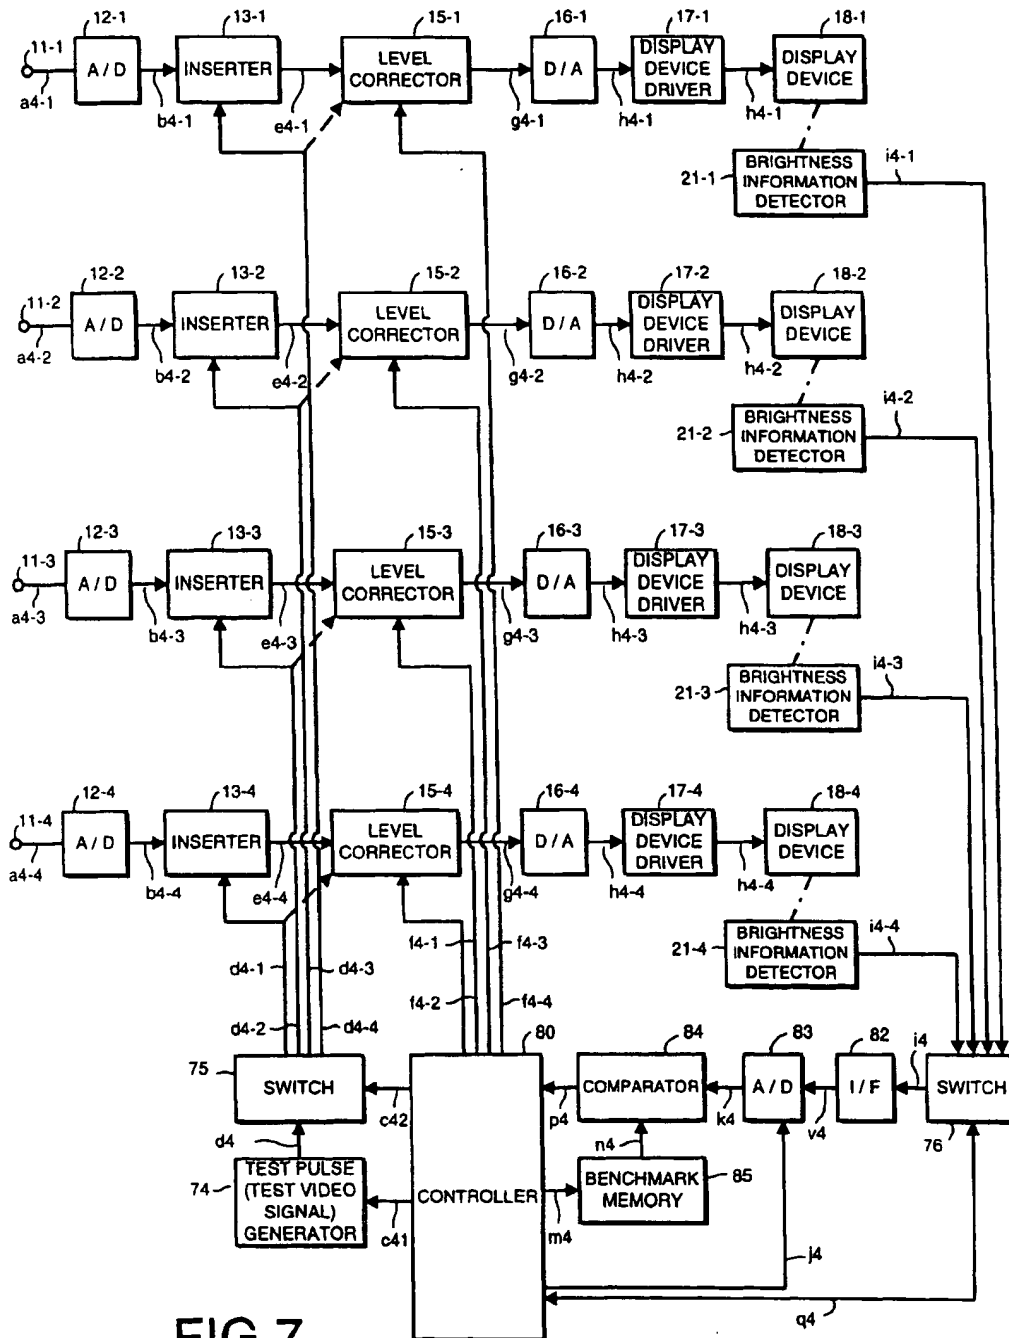 12-1 13-1 15-1 16-1 17-1 18-1
11-1
A/D INSERTER LEVEL CORRECTOR D/A DISPLAY DEVICE DRIVER DISPLAY DEVICE
a4-1 b4-1 e4-1 g4-1 h4-1 h4-1
21-1 BRIGHTNESS INFORMATION DETECTOR i4-1
12-2 13-2 15-2 16-2 17-2 18-2
11-2
A/D INSERTER LEVEL CORRECTOR D/A DISPLAY DEVICE DRIVER DISPLAY DEVICE
a4-2 b4-2 e4-2 g4-2 h4-2 h4-2
21-2 BRIGHTNESS INFORMATION DETECTOR i4-2
12-3 13-3 15-3 16-3 17-3 18-3
11-3
A/D INSERTER LEVEL CORRECTOR D/A DISPLAY DEVICE DRIVER DISPLAY DEVICE
a4-3 b4-3 e4-3 g4-3 h4-3 h4-3
21-3 BRIGHTNESS INFORMATION DETECTOR i4-3
12-4 13-4 15-4 16-4 17-4 18-4
11-4
A/D INSERTER LEVEL CORRECTOR D/A DISPLAY DEVICE DRIVER DISPLAY DEVICE
a4-4 b4-4 e4-4 g4-4 h4-4 h4-4
21-4 BRIGHTNESS INFORMATION DETECTOR i4-4
d4-1 d4-3 f4-1 f4-3
d4-2 d4-4 f4-2 f4-4
75 80 84 83 82 i4
SWITCH COMPARATOR A/D I/F SWITCH
c42 p4 k4 v4 76
d4 n4
74 TEST PULSE (TEST VIDEO SIGNAL) GENERATOR CONTROLLER BENCHMARK MEMORY 85
c41 m4
j4
q4
FIG.7